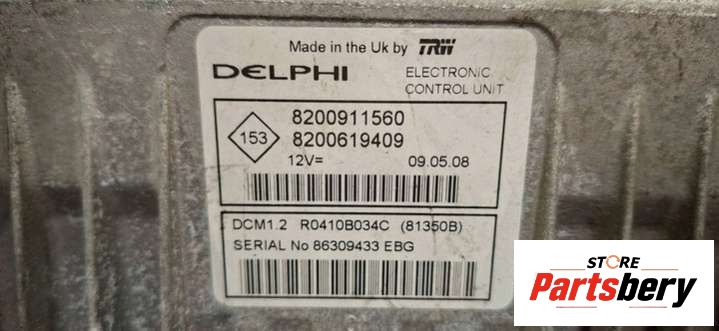 Made in the Uk by TRW
DELPHI
ELECTRONIC
CONTROL UNIT
153
8200911560
8200619409
12V=
09.05.08
DCM1.2 R0410B034C (81350B)
SERIAL No 86309433 EBG
STORE
Partsbery